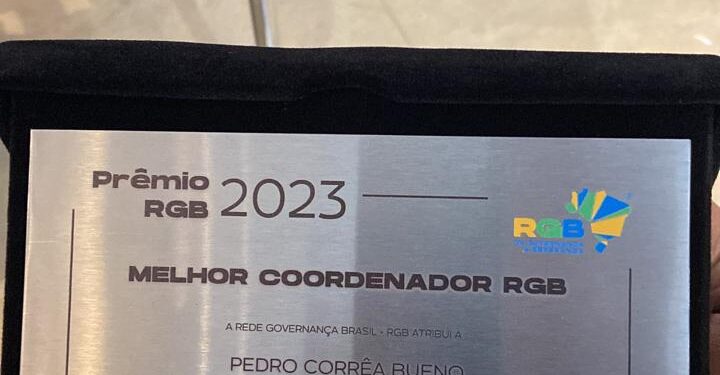 Prêmio
RGB 2023
RGB
MELHOR COORDENADOR RGB
A REDE GOVERNANÇA BRASIL - RGB ATRIBUI A
PEDRO CORRÊA BUENO